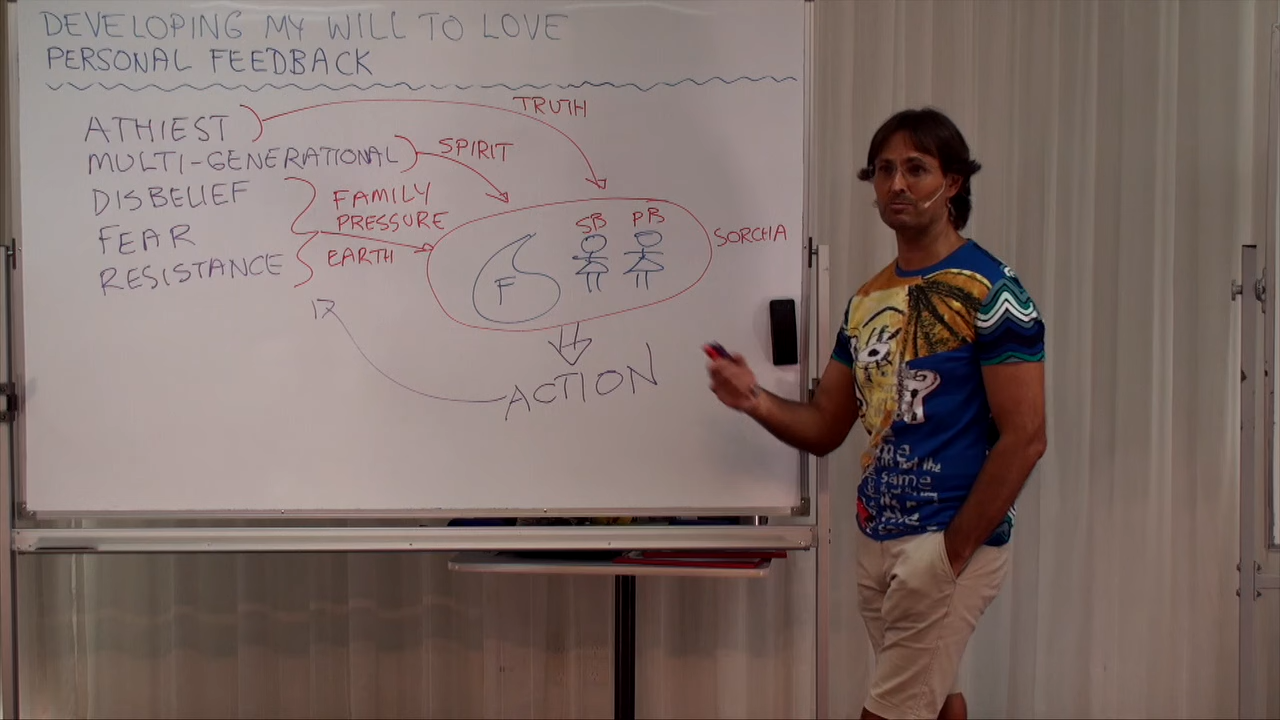 DEVELOPING MY WILL TO LOVE
PERSONAL FEEDBACK
TRUTH
ATHIEST
SPIRIT
MULTI-GENERATIONAL
DISBELIEF
FAMILY
PRESSURE
FEAR
EARTH
RESISTANCE
SB PB
SORCHA
F
ACTION
same